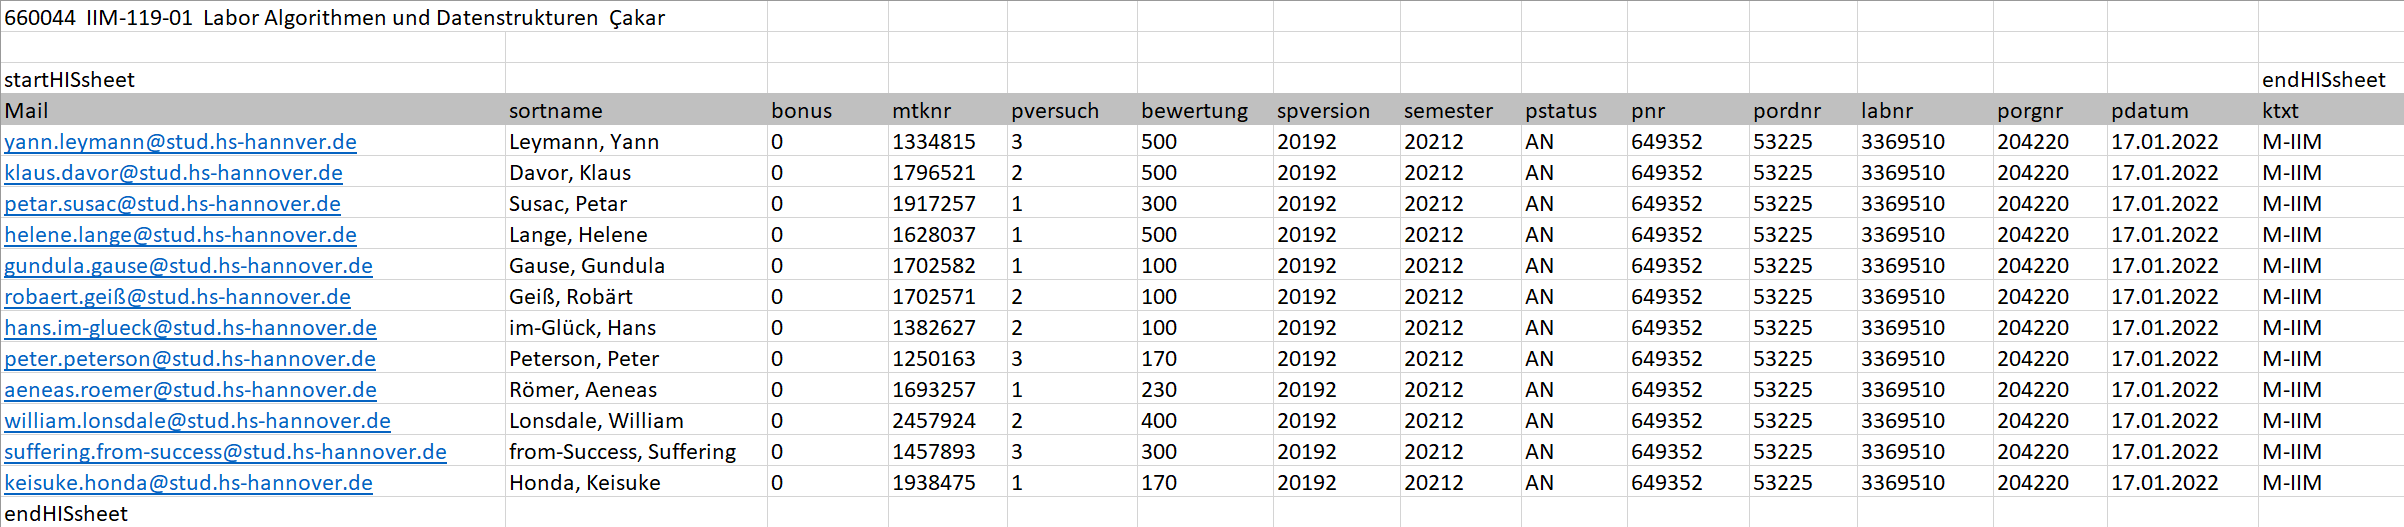 660044 IIM-119-01 Labor Algorithmen und Datenstrukturen Çakar
startHISsheet endHISsheet
Mail sortname bonus mtknr pversuch bewertung spversion semester pstatus pnr pordnr labnr porgnr pdatum ktxt
yann.leymann@stud.hs-hannver.de Leymann, Yann 0 1334815 3 500 20192 20212 AN 649352 53225 3369510 204220 17.01.2022 M-IIM
klaus.davor@stud.hs-hannover.de Davor, Klaus 0 1796521 2 500 20192 20212 AN 649352 53225 3369510 204220 17.01.2022 M-IIM
petar.susac@stud.hs-hannover.de Susac, Petar 0 1917257 1 300 20192 20212 AN 649352 53225 3369510 204220 17.01.2022 M-IIM
helene.lange@stud.hs-hannover.de Lange, Helene 0 1628037 1 500 20192 20212 AN 649352 53225 3369510 204220 17.01.2022 M-IIM
gundula.gause@stud.hs-hannover.de Gause, Gundula 0 1702582 1 100 20192 20212 AN 649352 53225 3369510 204220 17.01.2022 M-IIM
robaert.geiß@stud.hs-hannover.de Geiß, Robärt 0 1702571 2 100 20192 20212 AN 649352 53225 3369510 204220 17.01.2022 M-IIM
hans.im-glueck@stud.hs-hannover.de im-Glück, Hans 0 1382627 2 100 20192 20212 AN 649352 53225 3369510 204220 17.01.2022 M-IIM
peter.peterson@stud.hs-hannover.de Peterson, Peter 0 1250163 3 170 20192 20212 AN 649352 53225 3369510 204220 17.01.2022 M-IIM
aeneas.roemer@stud.hs-hannover.de Römer, Aeneas 0 1693257 1 230 20192 20212 AN 649352 53225 3369510 204220 17.01.2022 M-IIM
william.lonsdale@stud.hs-hannover.de Lonsdale, William 0 2457924 2 400 20192 20212 AN 649352 53225 3369510 204220 17.01.2022 M-IIM
suffering.from-success@stud.hs-hannover.de from-Success, Suffering 0 1457893 3 300 20192 20212 AN 649352 53225 3369510 204220 17.01.2022 M-IIM
keisuke.honda@stud.hs-hannover.de Honda, Keisuke 0 1938475 1 170 20192 20212 AN 649352 53225 3369510 204220 17.01.2022 M-IIM
endHISsheet